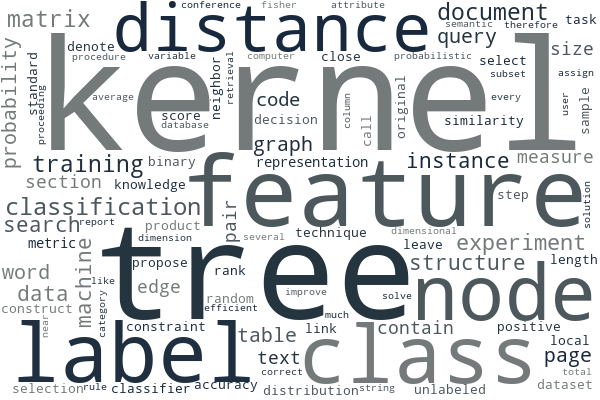 conference fisher attribute
matrix distance document
semantic therefore task
denote query
procedure variable close probabilistic select size
probability standard processing kernel
computer subset assign
neighbor retrieval
average code column call original every user sample
score
database decision similarity
graph
training binary representation instance measure
section knowledge feature step solution
classification pair
search report product dimension several technique dimensional
metric tree leave experiment
machine propose rank structure length
word like edge solve node
data category random improve
construct near efficient much
label constraint table link contain positive local
text class page
correct total
selection rule classifier accuracy distribution string unlabeled dataset